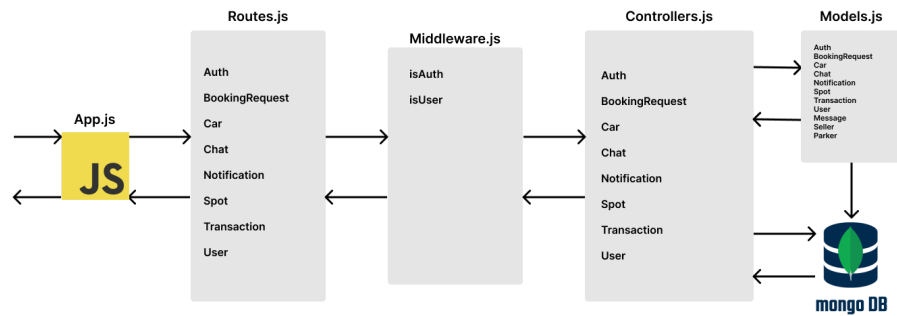 Routes.js
Auth
BookingRequest
Car
Chat
Notification
Spot
Transaction
User
Middleware.js
isAuth
isUser
Controllers.js
Auth
BookingRequest
Car
Chat
Notification
Spot
Transaction
User
Models.js
Auth
BookingRequest
Car
Chat
Notification
Spot
Transaction
User
Message
Seller
Parker
App.js
JS
mongo DB